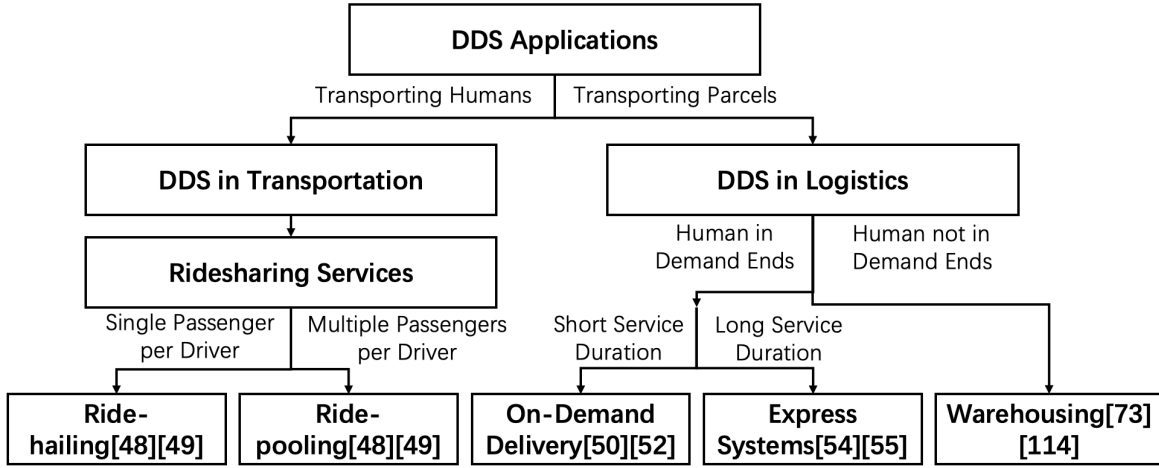 DDS Applications
Transporting Humans
Transporting Parcels
DDS in Transportation
DDS in Logistics
Ridesharing Services
Human in
Demand Ends
Human not in
Demand Ends
Single Passenger
per Driver
Multiple Passengers
per Driver
Short Service
Duration
Long Service
Duration
Ride-
hailing[48][49]
Ride-
pooling[48][49]
On-Demand
Delivery[50][52]
Express
Systems[54][55]
Warehousing[73]
[114]